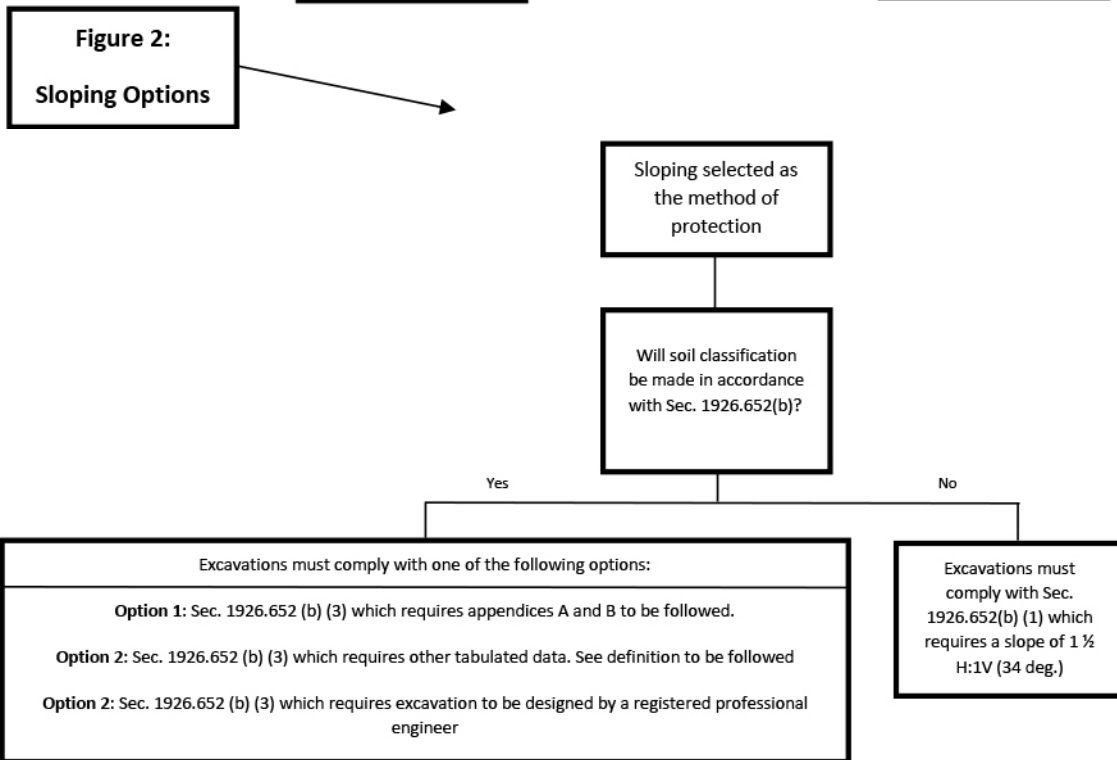 Figure 2:
Sloping Options
Sloping selected as
the method of
protection
Will soil classification
be made in accordance
with Sec. 1926.652(b)?
Yes
No
Excavations must comply with one of the following options:
Option 1: Sec. 1926.652 (b) (3) which requires appendices A and B to be followed.
Option 2: Sec. 1926.652 (b) (3) which requires other tabulated data. See definition to be followed
Option 2: Sec. 1926.652 (b) (3) which requires excavation to be designed by a registered professional
engineer
Excavations must
comply with Sec.
1926.652(b) (1) which
requires a slope of 1 ½
H:1V (34 deg.)